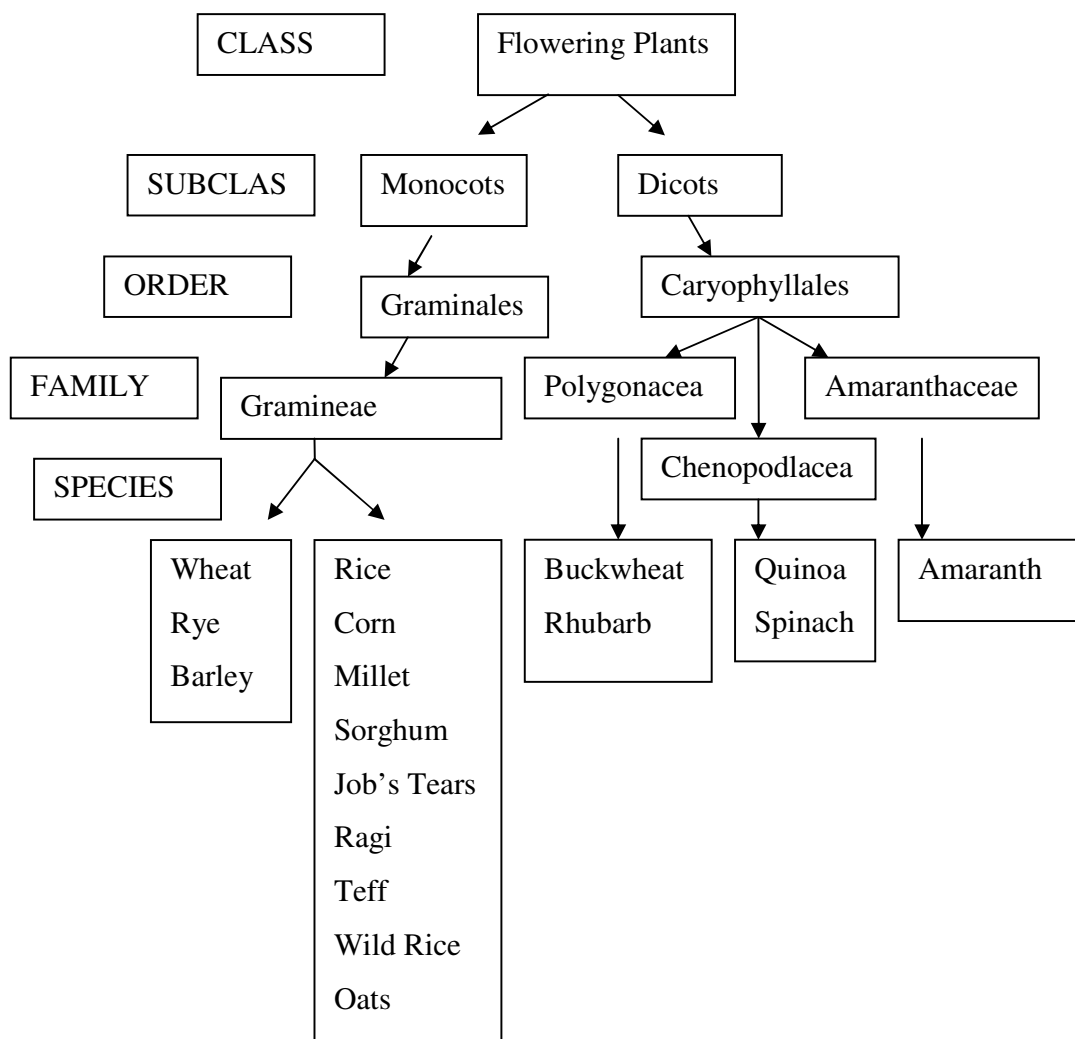 CLASS
Flowering Plants
SUBCLAS
Monocots
Dicots
ORDER
Graminales
Caryophyllales
FAMILY
Gramineae
Polygonacea
Amaranthaceae
Chenopodlacea
SPECIES
Wheat
Rye
Barley
Rice
Corn
Millet
Sorghum
Job’s Tears
Ragi
Teff
Wild Rice
Oats
Buckwheat
Rhubarb
Quinoa
Spinach
Amaranth